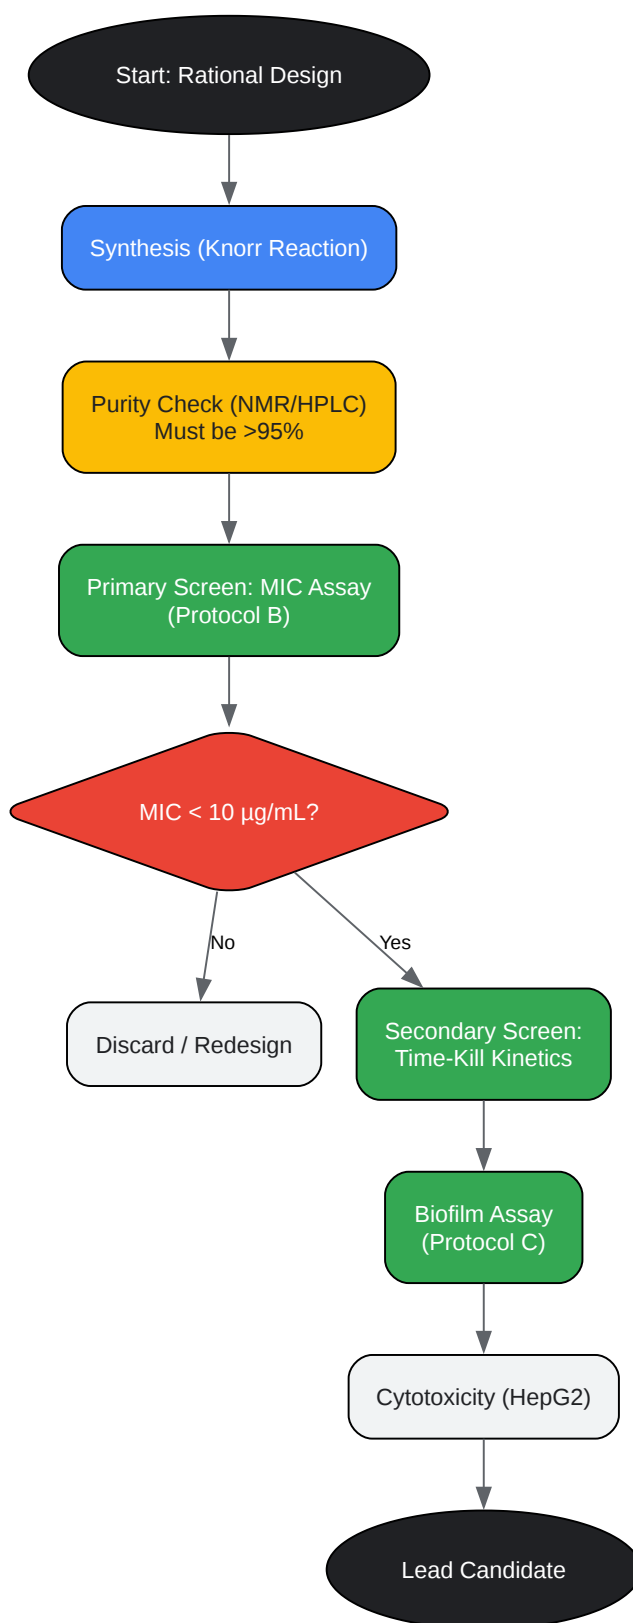 Start: Rational Design
Synthesis (Knorr Reaction)
Purity Check (NMR/HPLC)
Must be >95%
Primary Screen: MIC Assay
(Protocol B)
MIC < 10 µg/mL?
No
Yes
Discard / Redesign
Secondary Screen:
Time-Kill Kinetics
Biofilm Assay
(Protocol C)
Cytotoxicity (HepG2)
Lead Candidate